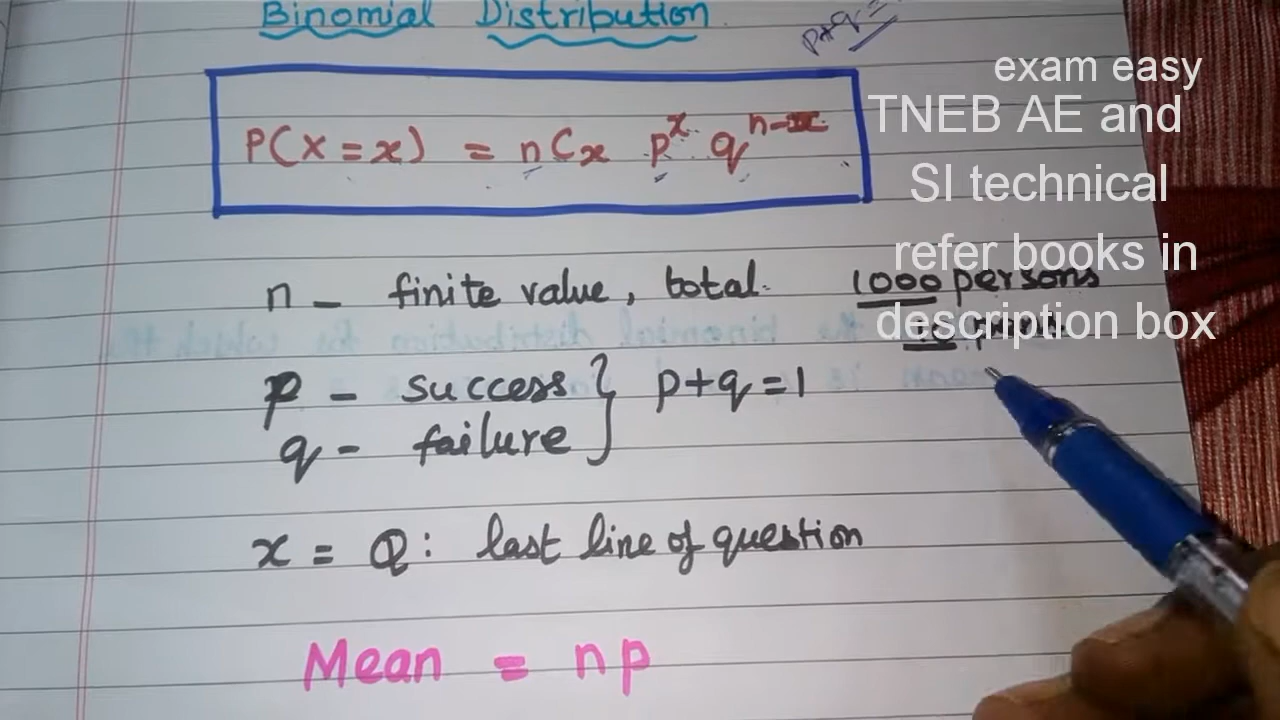 Binomial Distribution
p+q=
P(X=x) = nCx p^x q^n-x
n - finite value, total.
1000 persons
p - success
q - failure
p+q=1
x = Q: last line of question
Mean = np
exam easy
TNEB AE and
SI technical
refer books in
description box